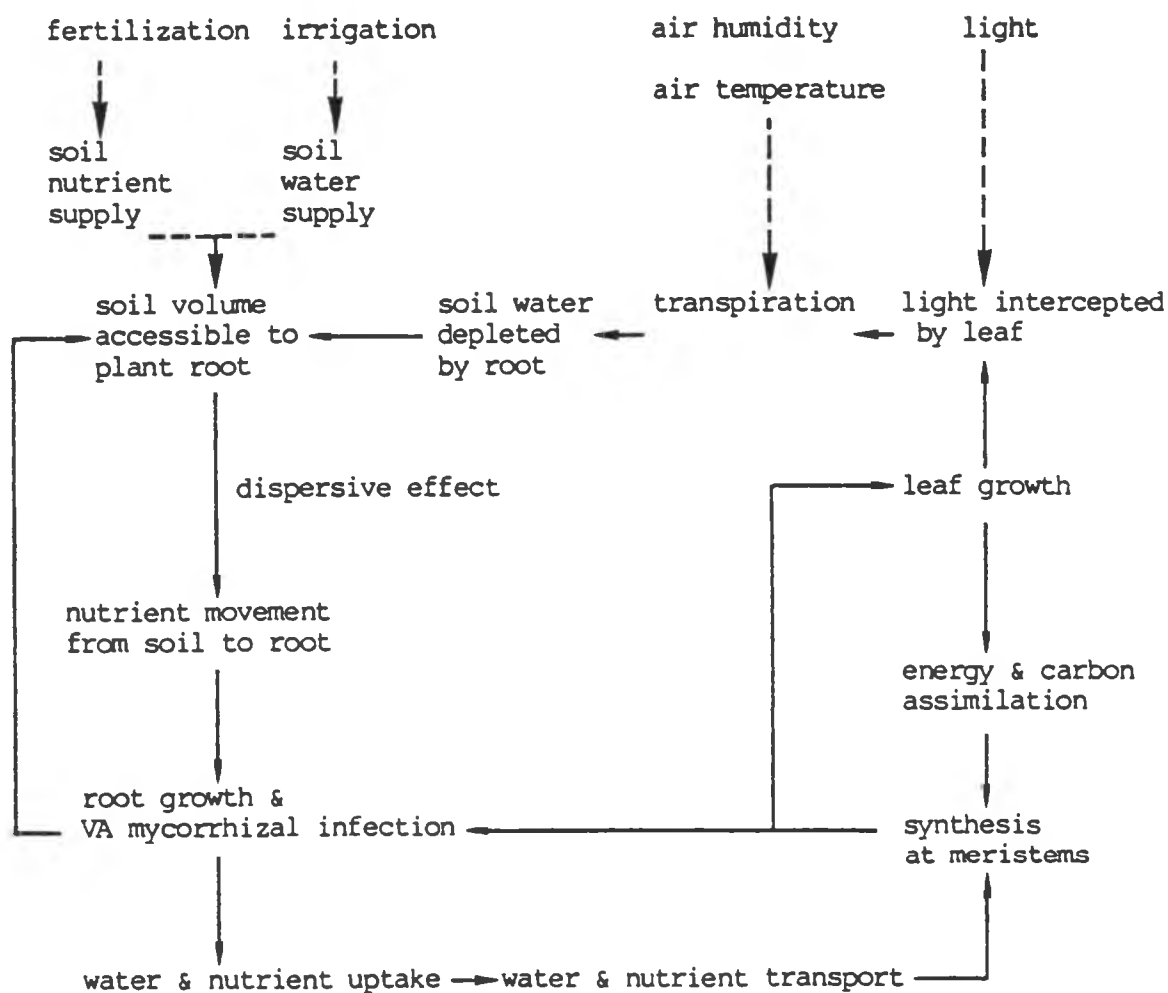 fertilization
irrigation
air humidity
light
air temperature
soil
nutrient
supply
soil
water
supply
soil volume
accessible to
plant root
soil water
depleted
by root
transpiration
light intercepted
by leaf
dispersive effect
leaf growth
nutrient movement
from soil to root
energy & carbon
assimilation
root growth &
VA mycorrhizal infection
synthesis
at meristems
water & nutrient uptake
water & nutrient transport